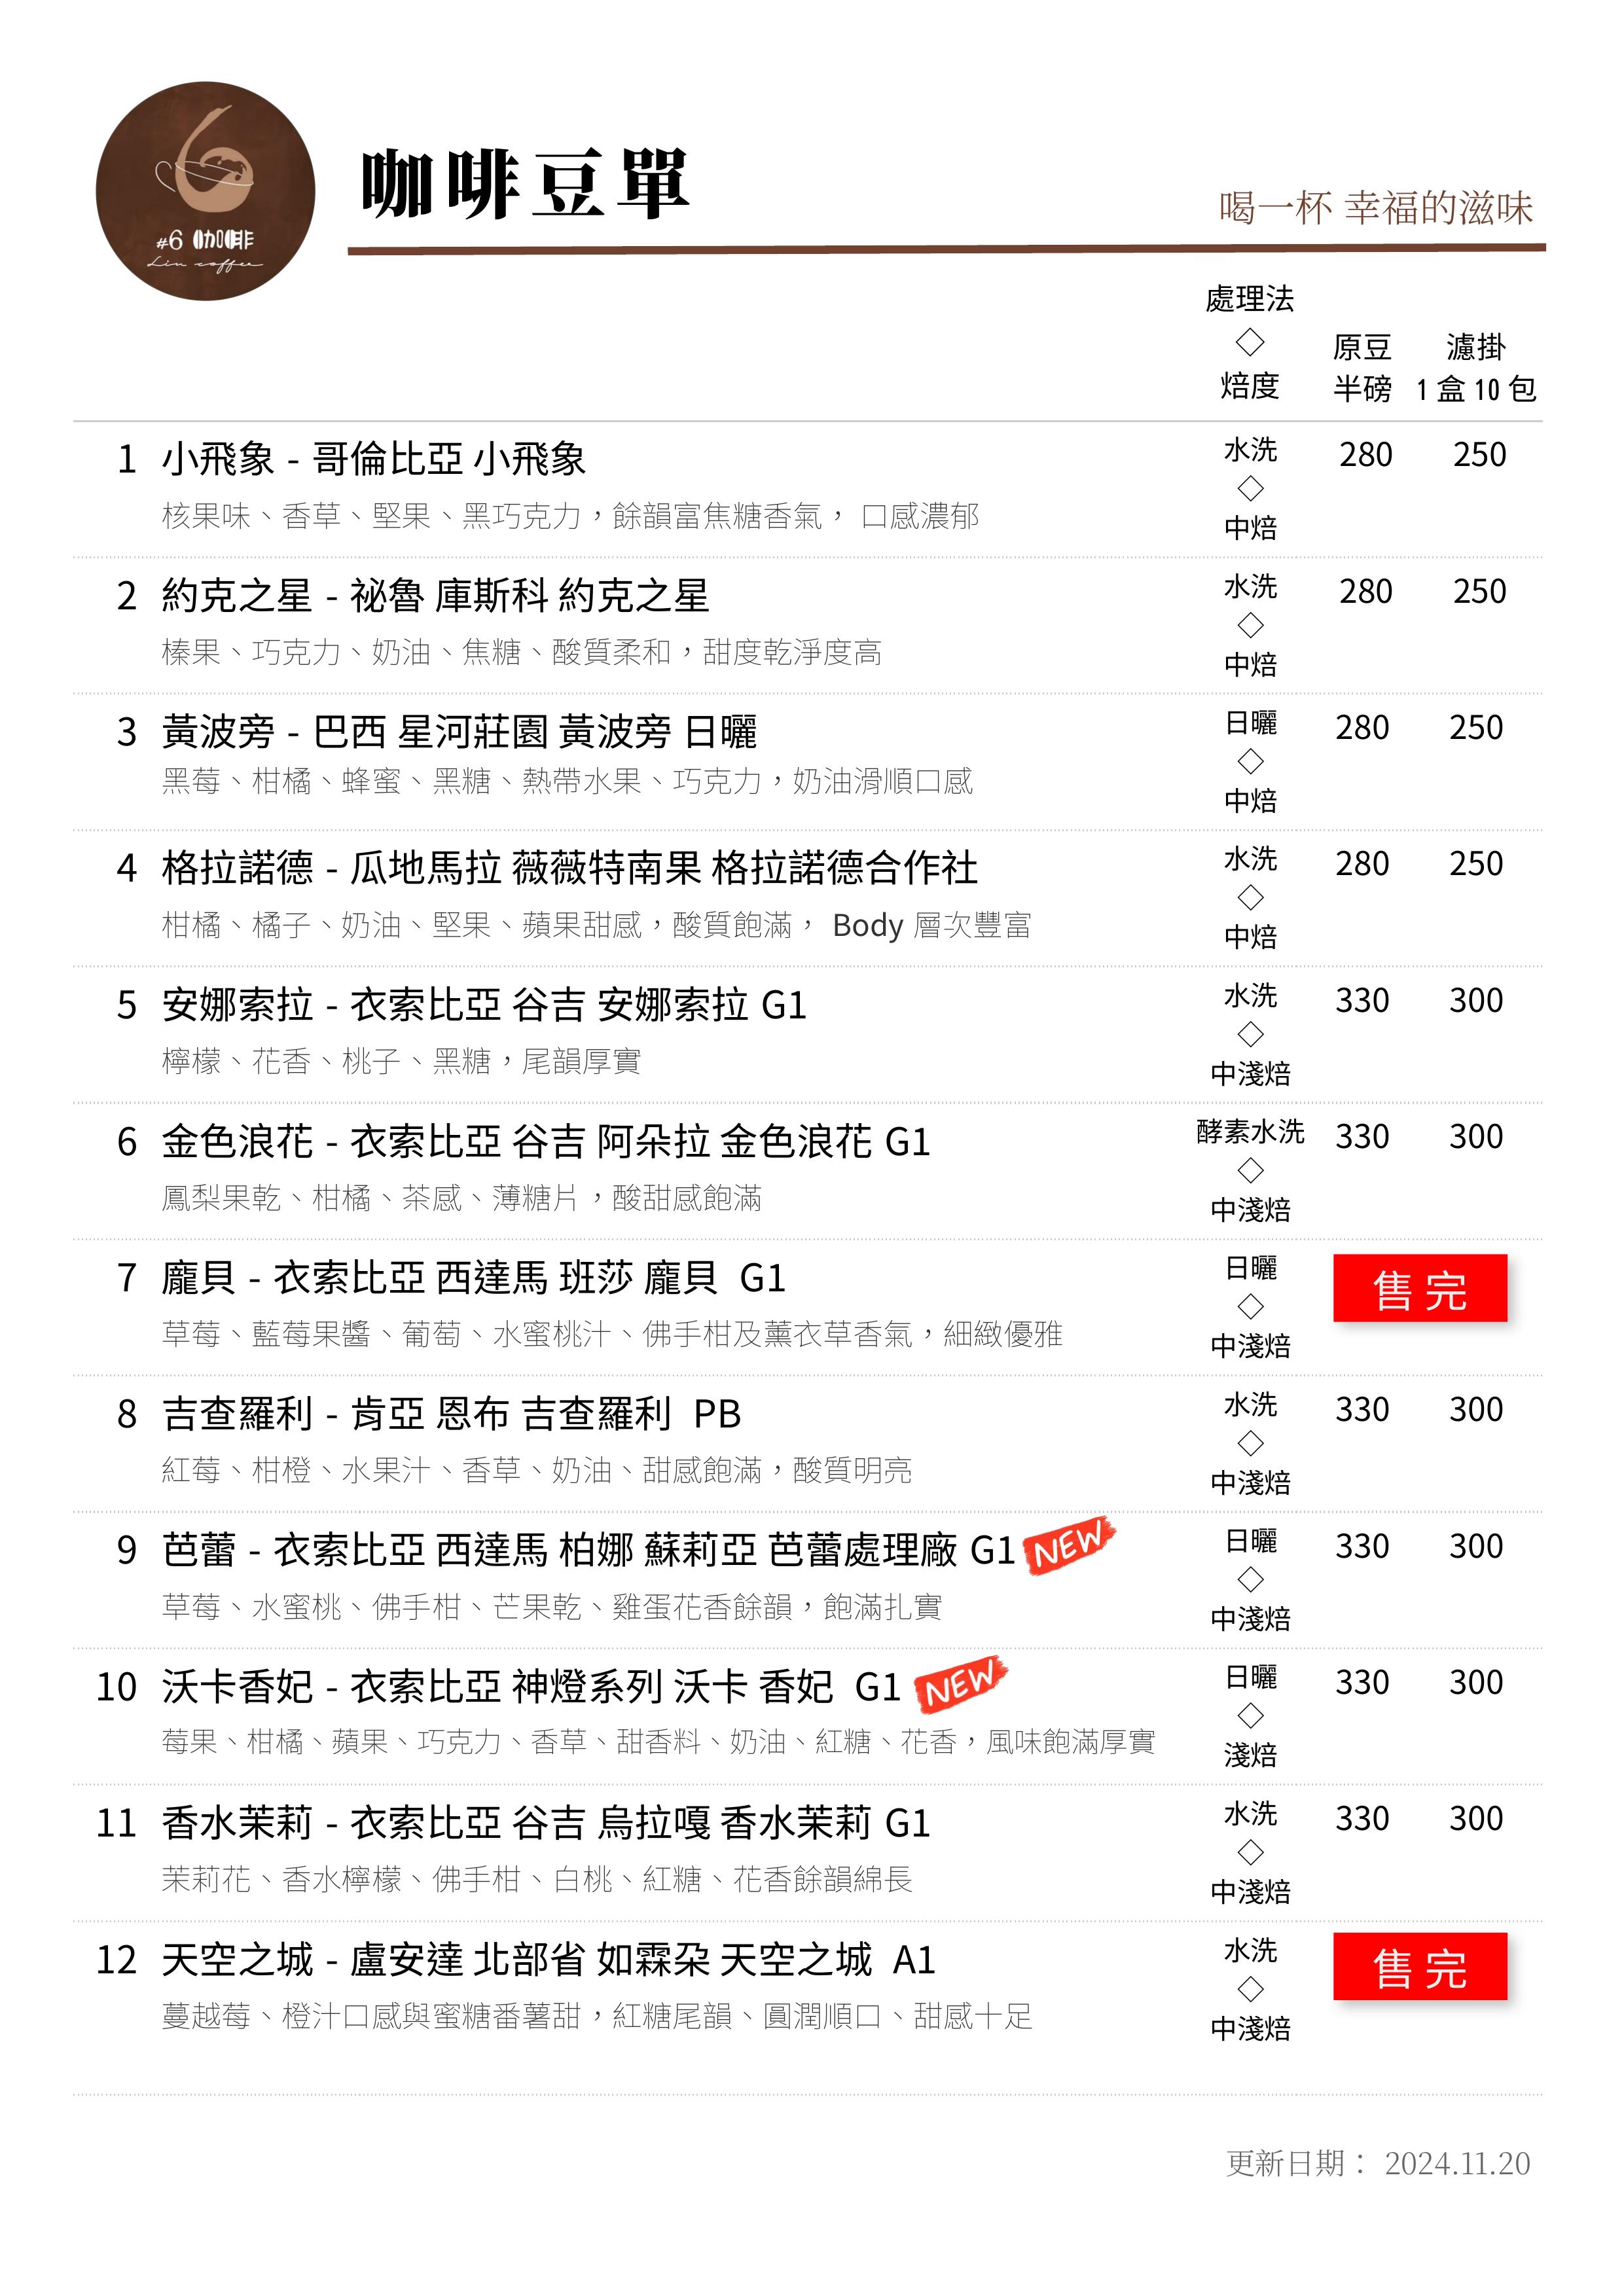 #6 咖啡
Lin coffee
咖啡豆單
喝一杯 幸福的滋味
處理法
◇
焙度
原豆
半磅
濾掛
1 盒 10 包
1 小飛象 - 哥倫比亞 小飛象
核果味、香草、堅果、黑巧克力，餘韻富焦糖香氣， 口感濃郁
水洗
◇
中焙
280 250
2 約克之星 - 祕魯 庫斯科 約克之星
榛果、巧克力、奶油、焦糖、酸質柔和，甜度乾淨度高
水洗
◇
中焙
280 250
3 黃波旁 - 巴西 星河莊園 黃波旁 日曬
黑莓、柑橘、蜂蜜、黑糖、熱帶水果、巧克力，奶油滑順口感
日曬
◇
中焙
280 250
4 格拉諾德 - 瓜地馬拉 薇薇特南果 格拉諾德合作社
柑橘、橘子、奶油、堅果、蘋果甜感，酸質飽滿， Body 層次豐富
水洗
◇
中焙
280 250
5 安娜索拉 - 衣索比亞 谷吉 安娜索拉 G1
檸檬、花香、桃子、黑糖，尾韻厚實
水洗
◇
中淺焙
330 300
6 金色浪花 - 衣索比亞 谷吉 阿朵拉 金色浪花 G1
鳳梨果乾、柑橘、茶感、薄糖片，酸甜感飽滿
酵素水洗
◇
中淺焙
330 300
7 龐貝 - 衣索比亞 西達馬 班莎 龐貝 G1
草莓、藍莓果醬、葡萄、水蜜桃汁、佛手柑及薰衣草香氣，細緻優雅
日曬
◇
中淺焙
售完
8 吉查羅利 - 肯亞 恩布 吉查羅利 PB
紅莓、柑橙、水果汁、香草、奶油、甜感飽滿，酸質明亮
水洗
◇
中淺焙
330 300
9 芭蕾 - 衣索比亞 西達馬 柏娜 蘇莉亞 芭蕾處理廠 G1 NEW
草莓、水蜜桃、佛手柑、芒果乾、雞蛋花香餘韻，飽滿扎實
日曬
◇
中淺焙
330 300
10 沃卡香妃 - 衣索比亞 神燈系列 沃卡 香妃 G1 NEW
莓果、柑橘、蘋果、巧克力、香草、甜香料、奶油、紅糖、花香，風味飽滿厚實
日曬
◇
淺焙
330 300
11 香水茉莉 - 衣索比亞 谷吉 烏拉嘎 香水茉莉 G1
茉莉花、香水檸檬、佛手柑、白桃、紅糖、花香餘韻綿長
水洗
◇
中淺焙
330 300
12 天空之城 - 盧安達 北部省 如霖朵 天空之城 A1
蔓越莓、橙汁口感與蜜糖番薯甜，紅糖尾韻、圓潤順口、甜感十足
水洗
◇
中淺焙
售完
更新日期： 2024.11.20